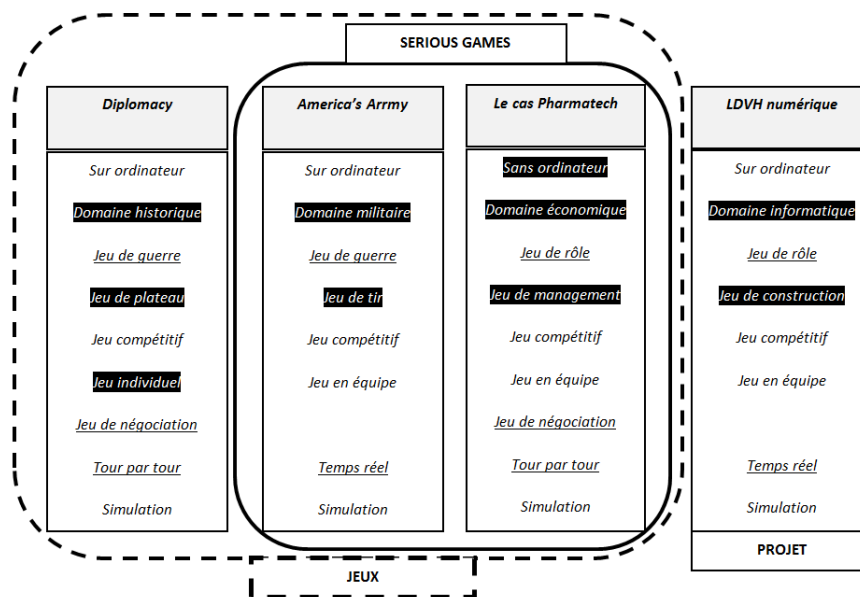 SERIOUS GAMES
Diplomacy
Sur ordinateur
Domaine historique
Jeu de guerre
Jeu de plateau
Jeu compétitif
Jeu individuel
Jeu de négociation
Tour par tour
Simulation
America's Arrmy
Sur ordinateur
Domaine militaire
Jeu de guerre
Jeu de tir
Jeu compétitif
Jeu en équipe
Temps réel
Simulation
Le cas Pharmatech
Sans ordinateur
Domaine économique
Jeu de rôle
Jeu de management
Jeu compétitif
Jeu en équipe
Jeu de négociation
Tour par tour
Simulation
LDVH numérique
Sur ordinateur
Domaine informatique
Jeu de rôle
Jeu de construction
Jeu compétitif
Jeu en équipe
Temps réel
Simulation
PROJET
JEUX